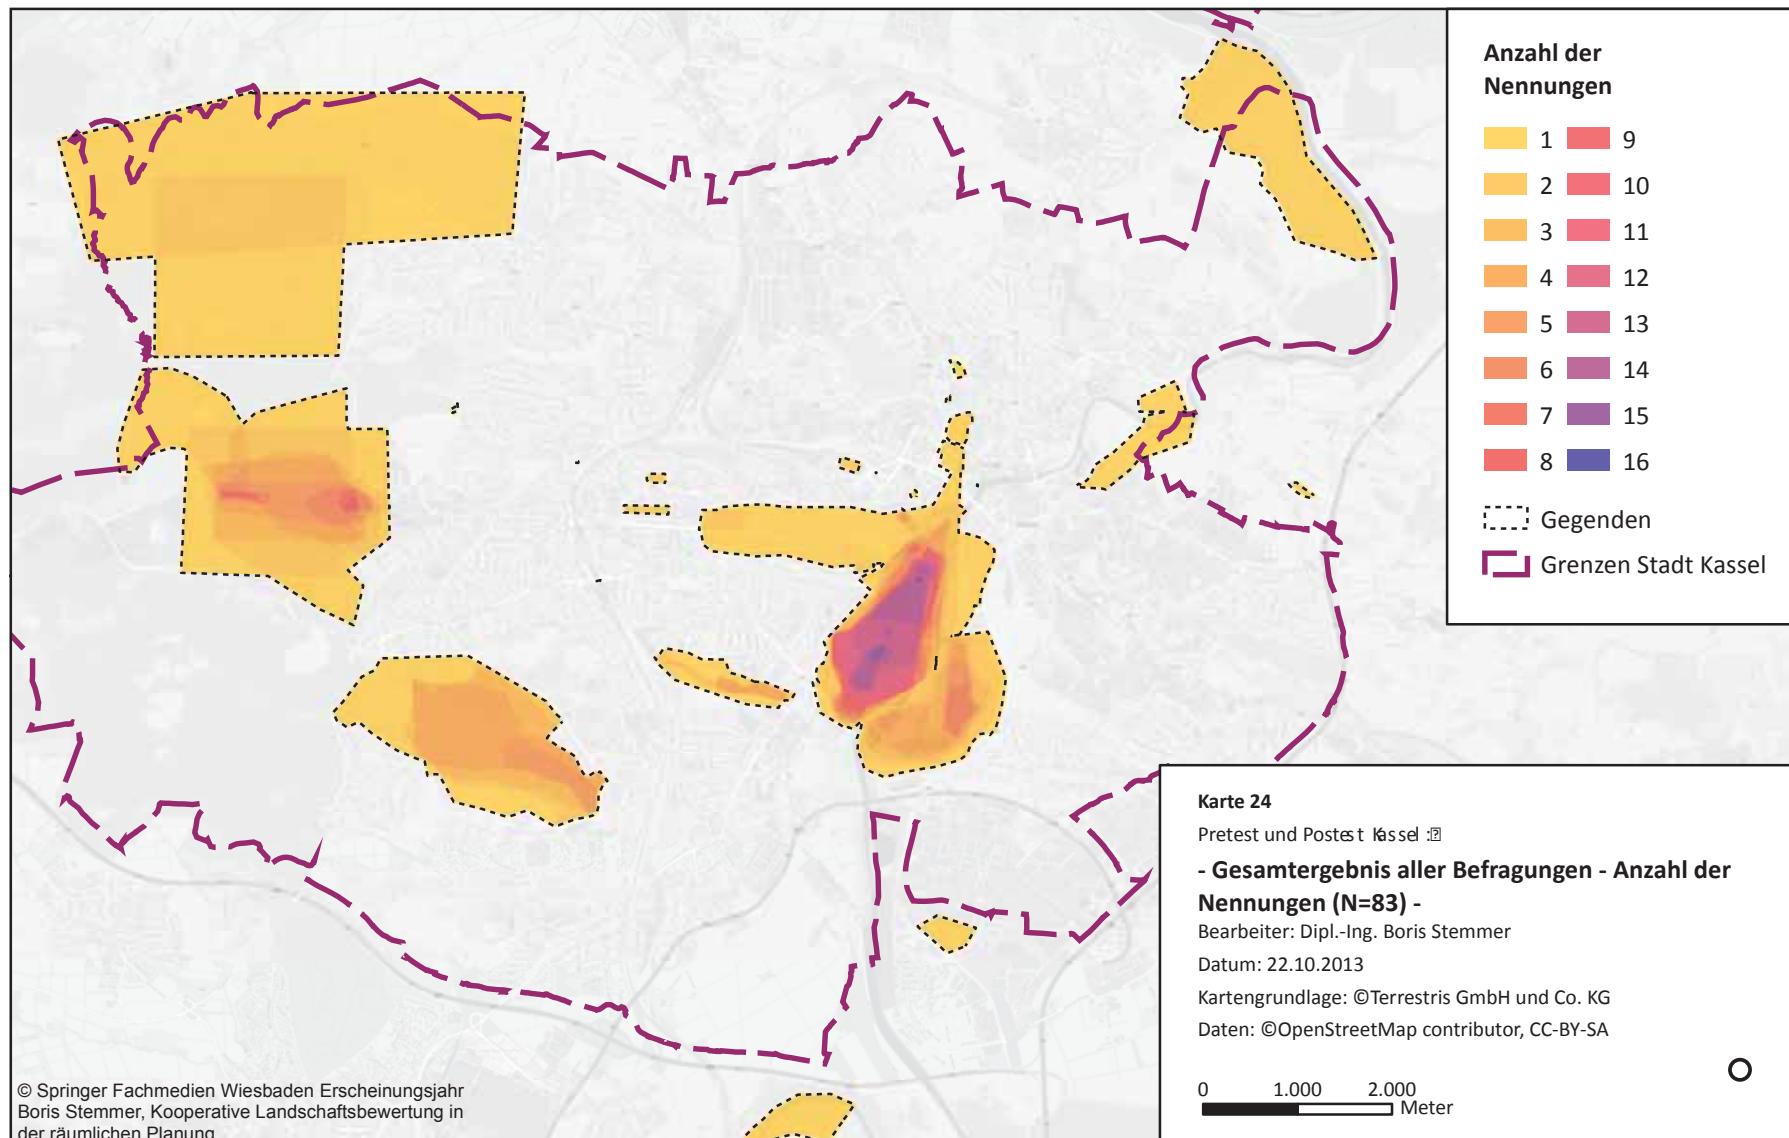 Anzahl der
Nennungen
1 9
2 10
3 11
4 12
5 13
6 14
7 15
8 16
Gegenden
Grenzen Stadt Kassel
Karte 24
Pretest und Postest Kassel :
- Gesamtergebnis aller Befragungen - Anzahl der
Nennungen (N=83) -
Bearbeiter: Dipl.-Ing. Boris Stemmer
Datum: 22.10.2013
Kartengrundlage: ©Terrestris GmbH und Co. KG
Daten: ©OpenStreetMap contributor, CC-BY-SA
0 1.000 2.000
Meter
© Springer Fachmedien Wiesbaden Erscheinungsjahr
Boris Stemmer, Kooperative Landschaftsbewertung in
der räumlichen Planung